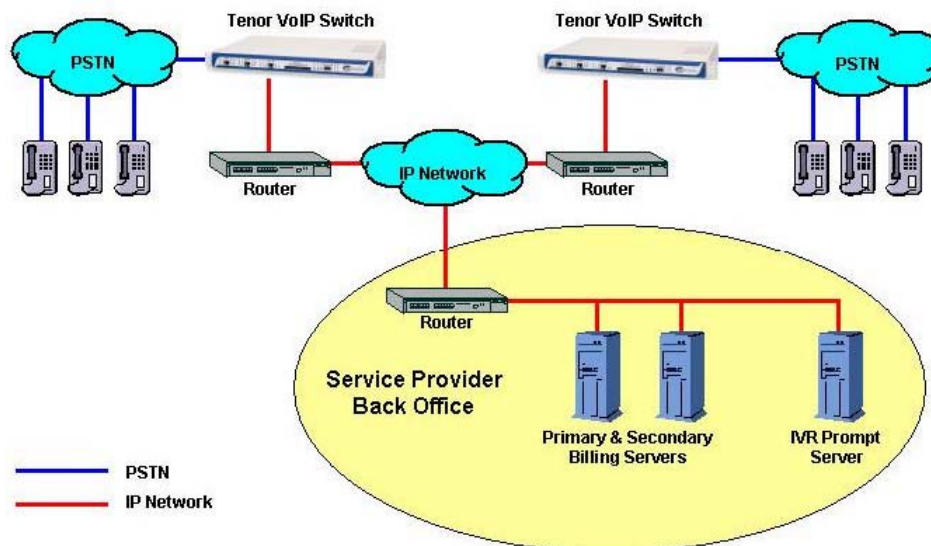 Tenor VoIP Switch
Tenor VoIP Switch
PSTN
PSTN
Router
IP Network
Router
Router
Service Provider
Back Office
Primary & Secondary
Billing Servers
IVR Prompt
Server
PSTN
IP Network